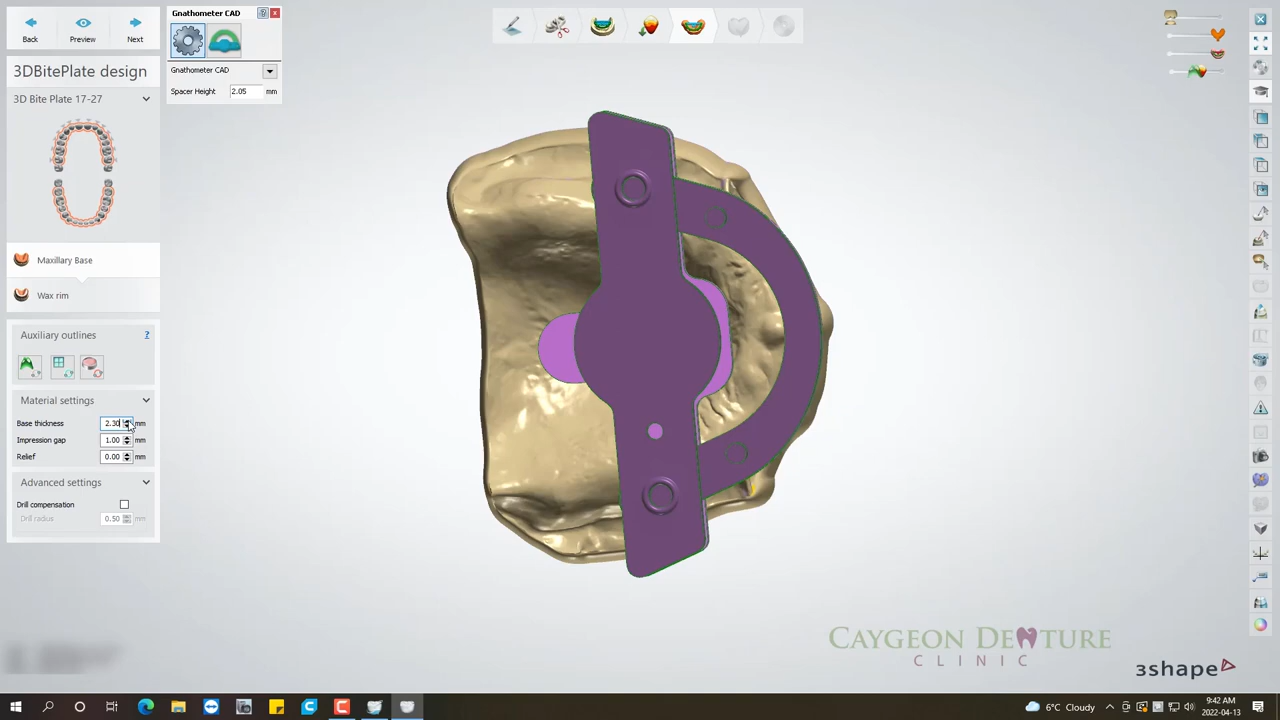 Back
Preview
Next
3DBitePlate design
3D Bite Plate 17-27
Maxillary Base
Wax rim
Auxiliary outlines
?
Material settings
Base thickness 2.30 mm
Impression gap 1.00 mm
Relief 0.00 mm
Advanced settings
Drill compensation
Drill radius 0.50 mm
Gnathometer CAD
Gnathometer CAD
Spacer Height 2.05 mm
CAYGEON DENTURE
CLINIC
3shape
6°C Cloudy
9:42 AM
2022-04-13